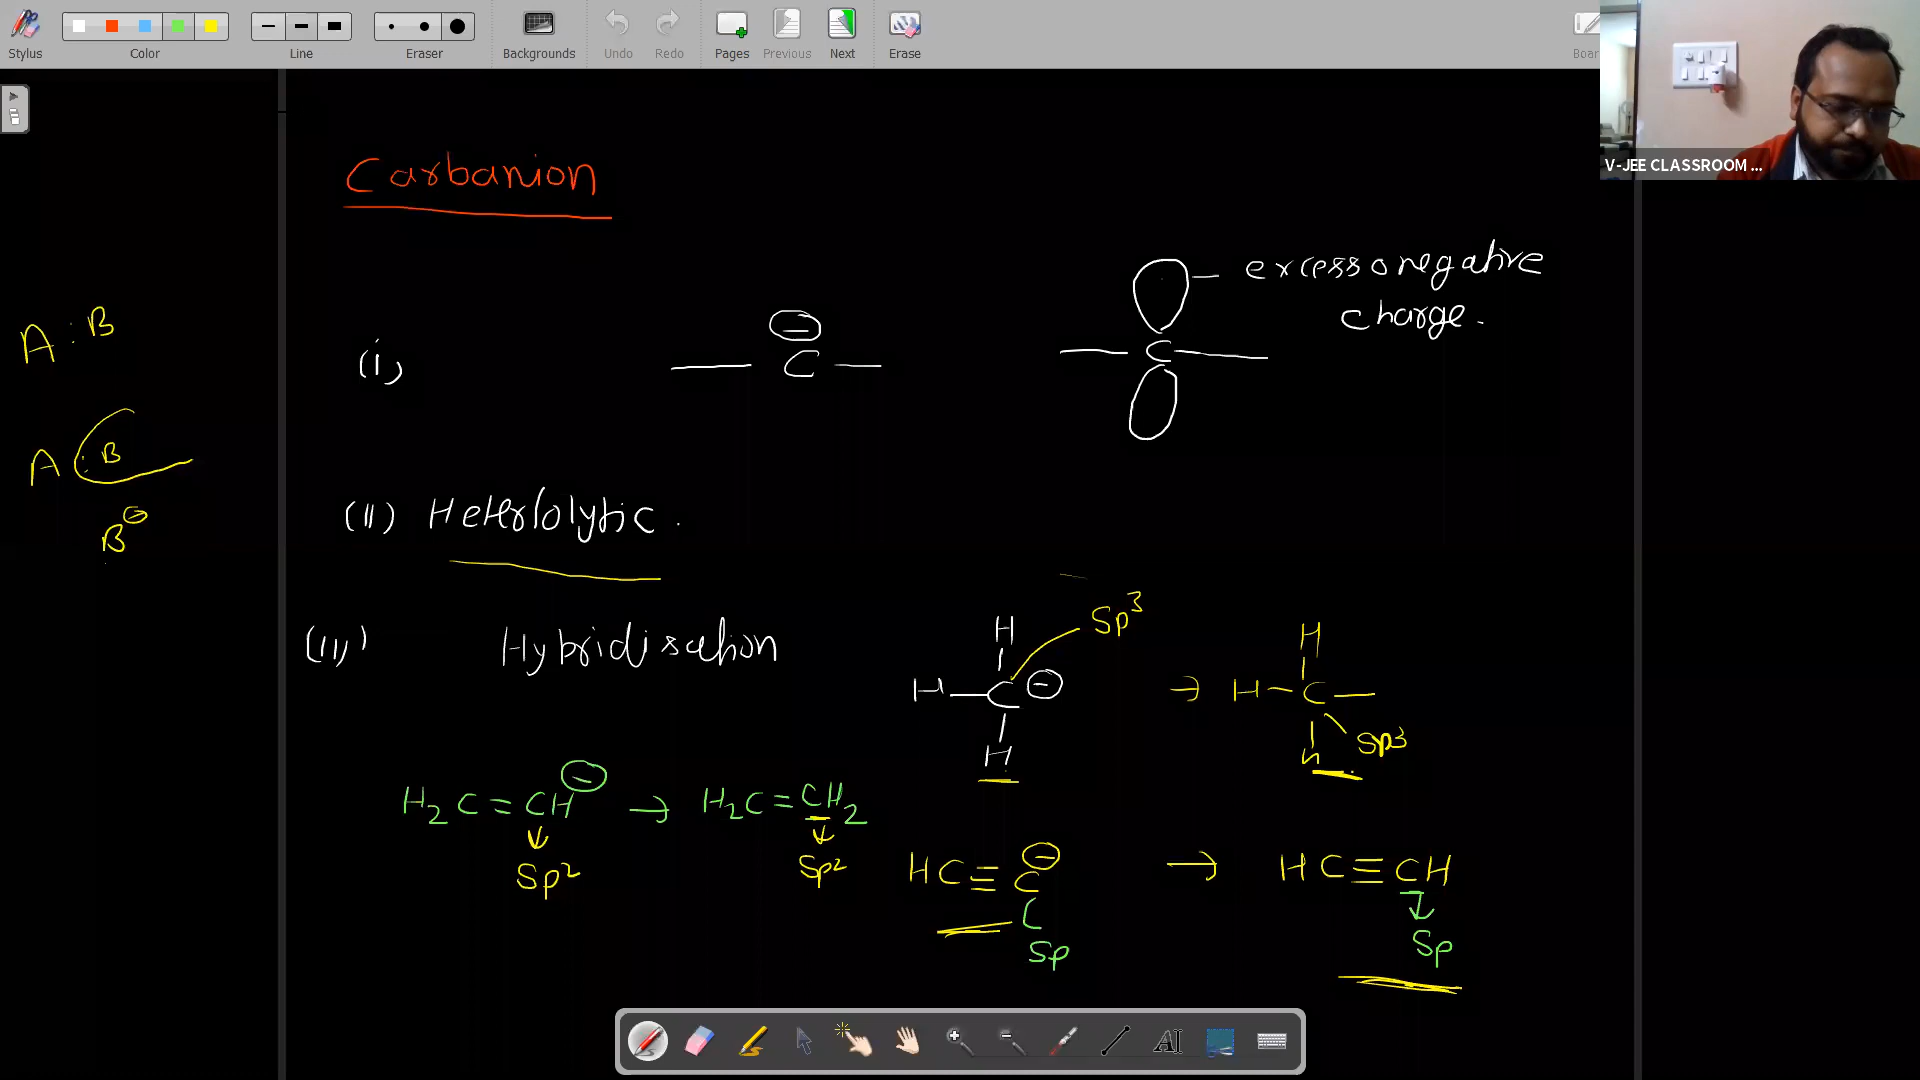 Stylus
Color
Line
Eraser
Backgrounds
Undo
Redo
Pages
Previous
Next
Erase
V-JEE CLASSROOM ...
Carbanion
A : B
A : B
B⊖
(i)
⊖
— C —
— C —
excess negative
charge.
(ii) Heterolytic.
(iii) Hybridisation
H
H — C ⊖
H
Sp³
→
H
H — C —
H
Sp³
H₂C = CH⊖ → H₂C = CH₂
Sp² Sp²
HC ≡ C⊖ → HC ≡ CH
Sp Sp